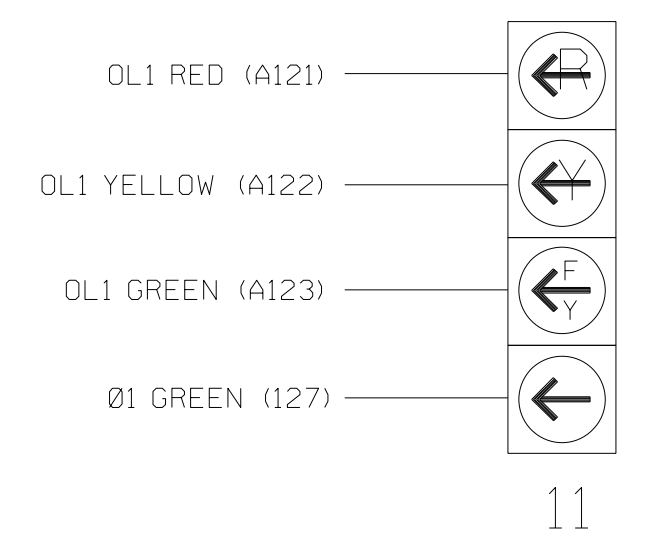 OL1 RED (A121)
R
OL1 YELLOW (A122)
Y
OL1 GREEN (A123)
F
Y
Ø1 GREEN (127)
11